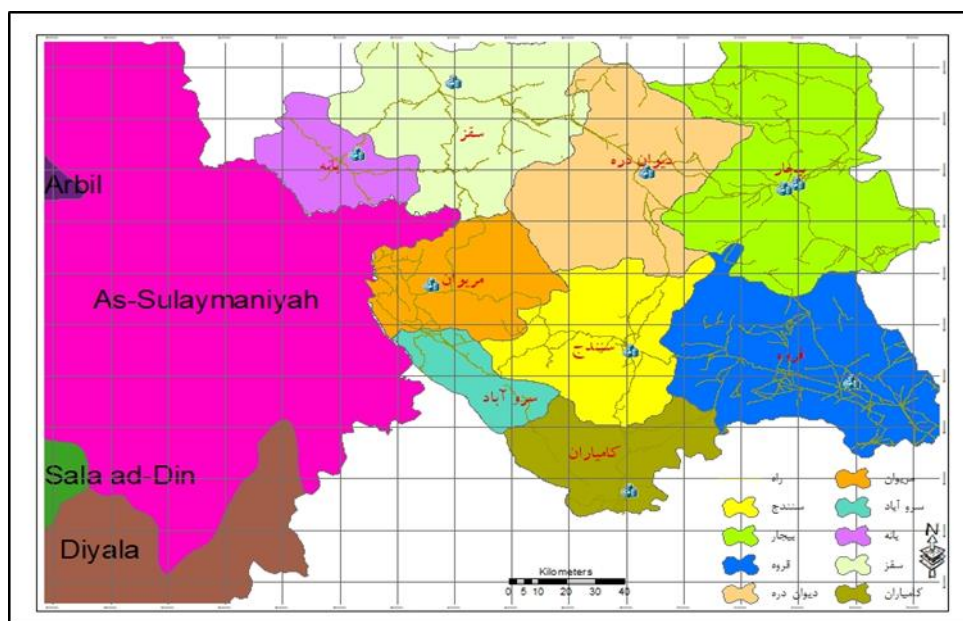 سقز
بانه
دیوان دره
بیجار
Arbil
As-Sulaymaniyah
مریوان
سنندج
قروه
سرو آباد
کامیاران
Sala ad-Din
Diyala
راه
مریوان
سنندج
سرو آباد
بیجار
بانه
قروه
سقز
دیوان دره
کامیاران
N
Kilometers
0 5 10 20 30 40